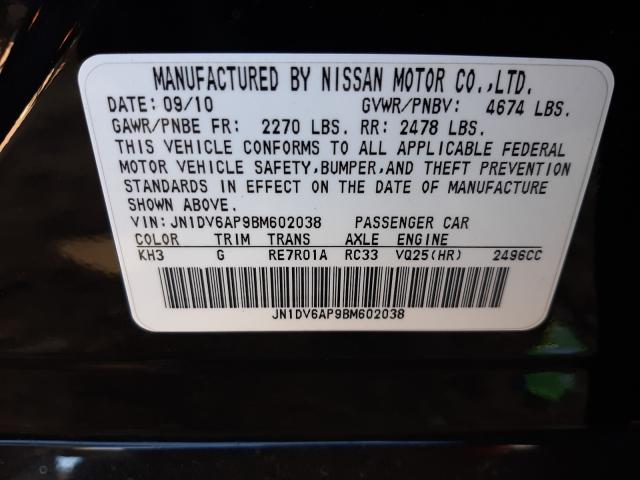 MANUFACTURED BY NISSAN MOTOR CO.,LTD.
DATE: 09/10 GVWR/PNBV: 4674 LBS.
GAWR/PNBE FR: 2270 LBS. RR: 2478 LBS.
THIS VEHICLE CONFORMS TO ALL APPLICABLE FEDERAL
MOTOR VEHICLE SAFETY,BUMPER,AND THEFT PREVENTION
STANDARDS IN EFFECT ON THE DATE OF MANUFACTURE
SHOWN ABOVE.
VIN: JN1DV6AP9BM602038 PASSENGER CAR
COLOR TRIM TRANS AXLE ENGINE
KH3 G RE7R01A RC33 VQ25(HR) 2496CC
JN1DV6AP9BM602038